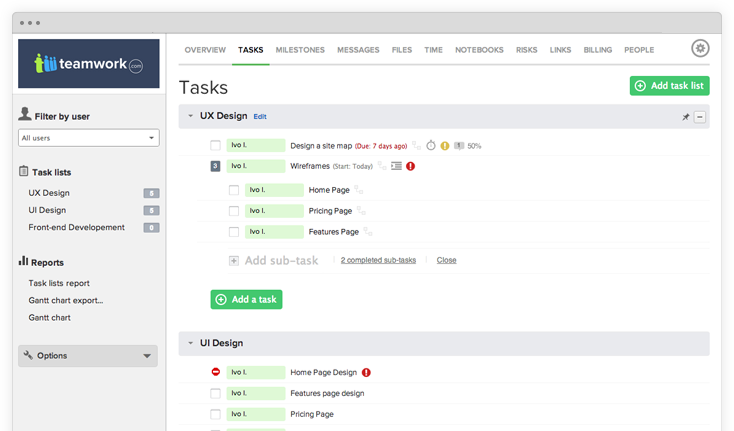 teamwork.com
OVERVIEW TASKS MILESTONES MESSAGES FILES TIME NOTEBOOKS RISKS LINKS BILLING PEOPLE
Tasks
Add task list
Filter by user
All users
Task lists
UX Design 5
UI Design 5
Front-end Developement 0
Reports
Task lists report
Gantt chart export...
Gantt chart
Options
UX Design Edit
Ivo I. Design a site map (Due: 7 days ago) 1 50%
3 Ivo I. Wireframes (Start: Today)
Ivo I. Home Page
Ivo I. Pricing Page
Ivo I. Features Page
Add sub-task 2 completed sub-tasks Close
Add a task
UI Design
Ivo I. Home Page Design
Ivo I. Features page design
Ivo I. Pricing Page